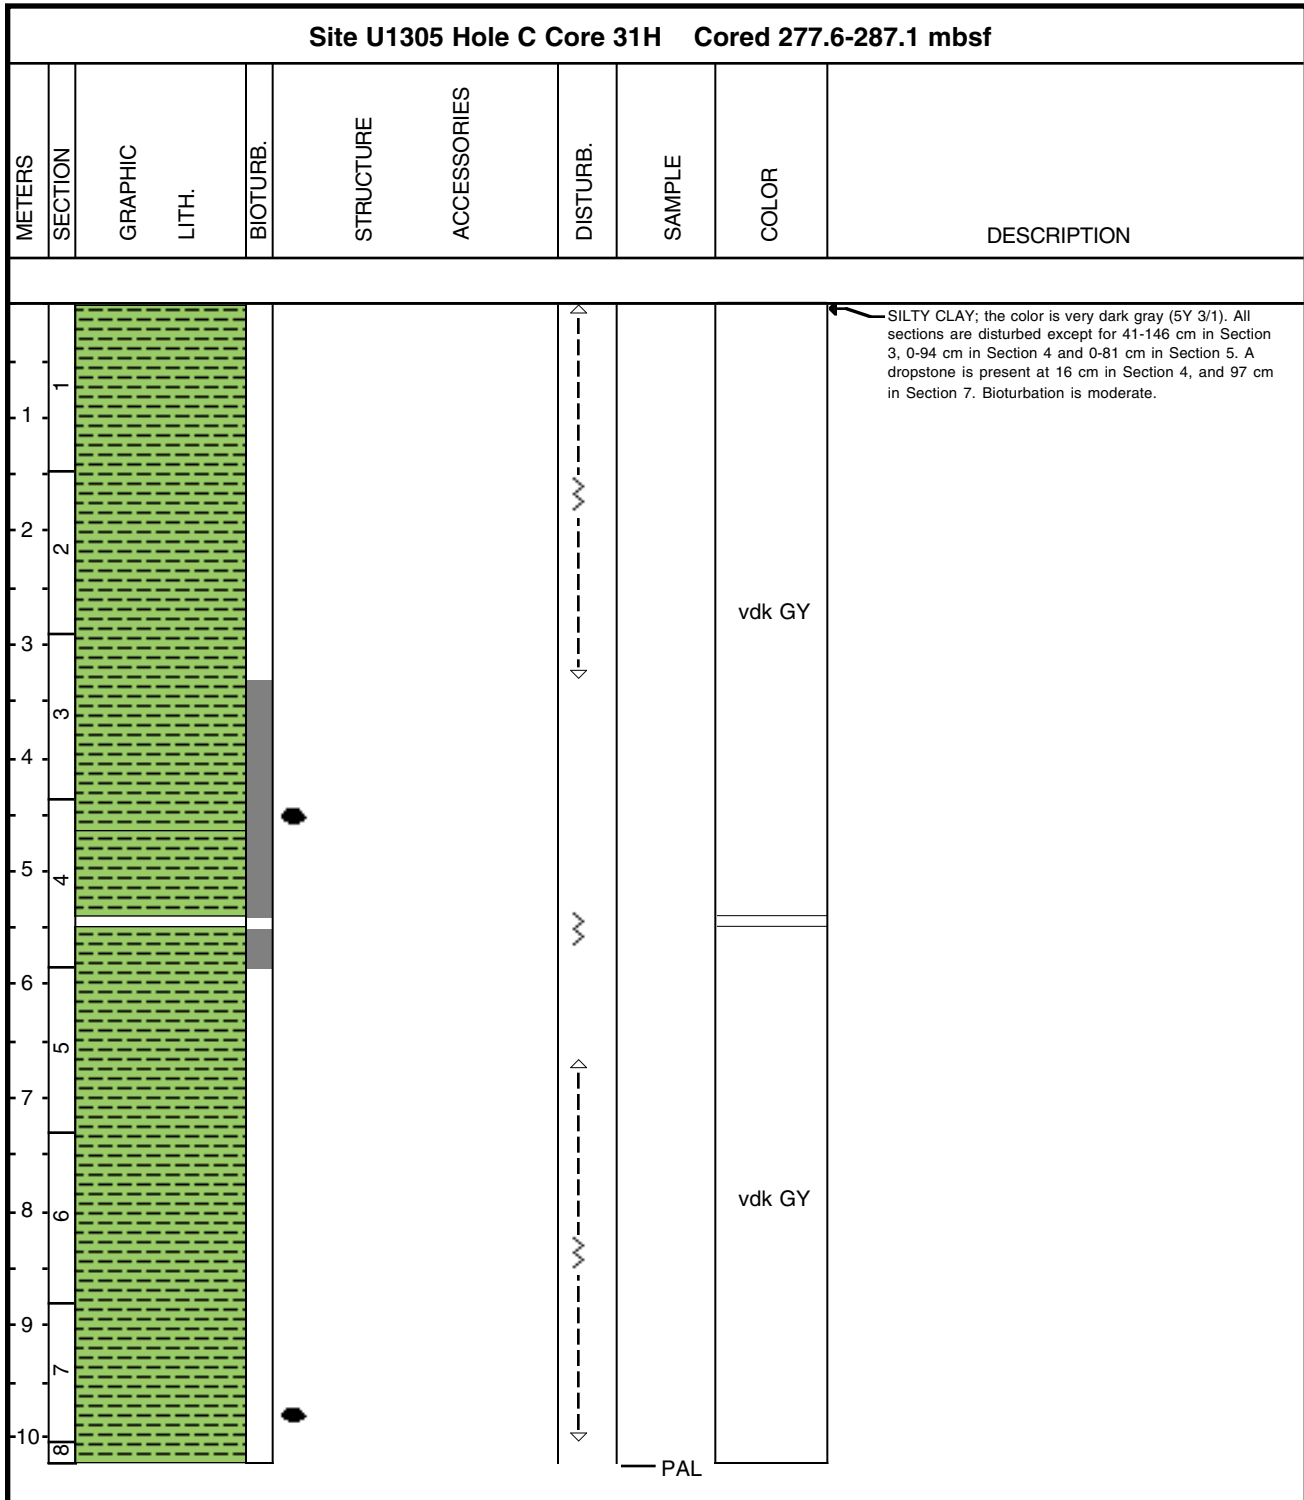 Site U1305 Hole C Core 31H Cored 277.6-287.1 mbsf
METERS
SECTION
GRAPHIC
LITH.
BIOTURB.
STRUCTURE
ACCESSORIES
DISTURB.
SAMPLE
COLOR
DESCRIPTION
SILTY CLAY; the color is very dark gray (5Y 3/1). All
sections are disturbed except for 41-146 cm in Section
3, 0-94 cm in Section 4 and 0-81 cm in Section 5. A
dropstone is present at 16 cm in Section 4, and 97 cm
in Section 7. Bioturbation is moderate.
1
1
2
2
vdk GY
3
3
4
5
4
6
5
7
8
6
vdk GY
9
7
10
8
PAL